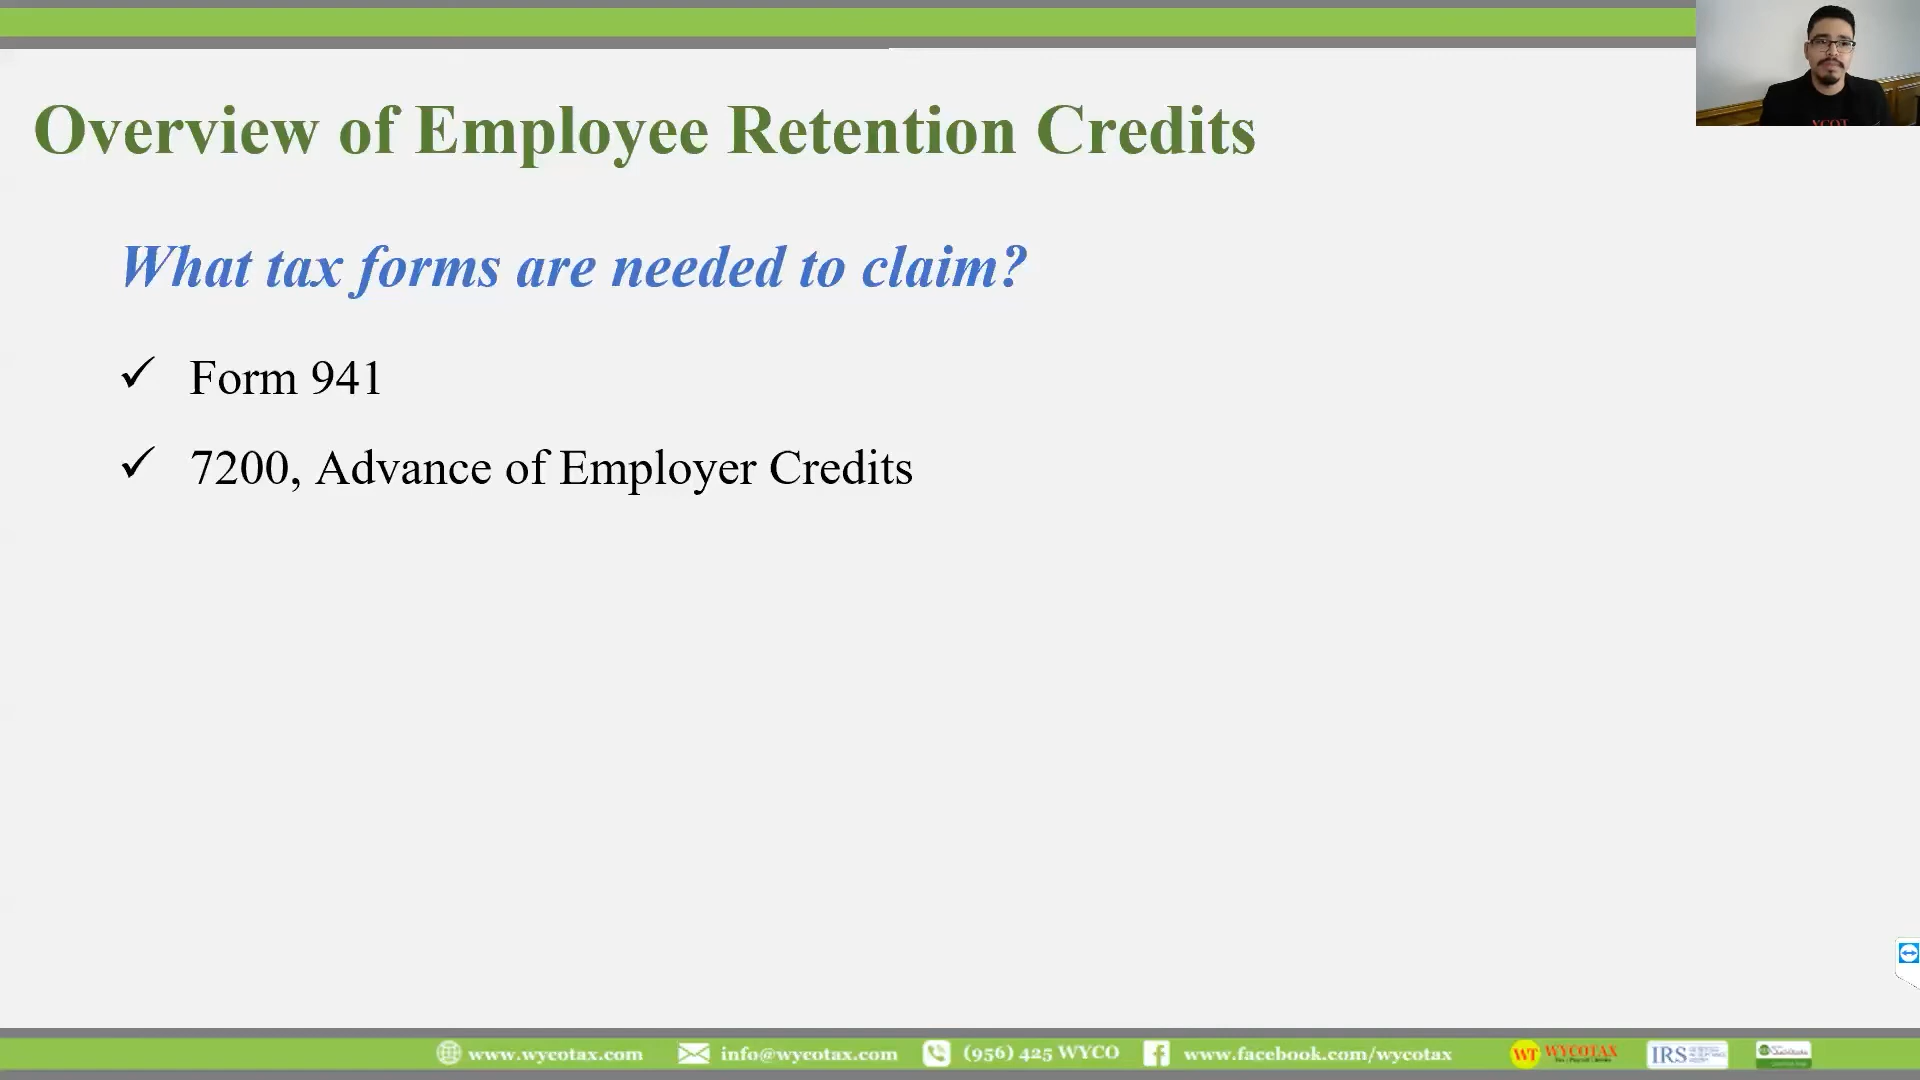 Overview of Employee Retention Credits
What tax forms are needed to claim?
✓ Form 941
✓ 7200, Advance of Employer Credits
www.wycotax.com info@wycotax.com (956) 425 WYCO www.facebook.com/wycotax WT WYCOTAX IRS